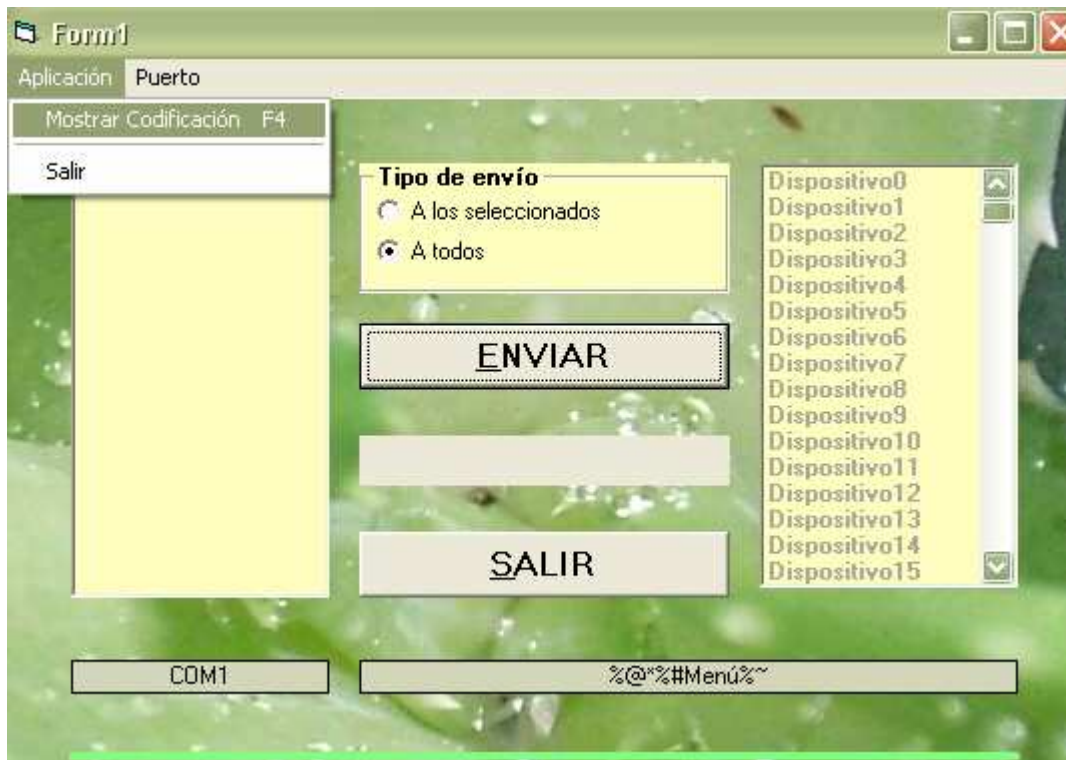 Form1
Aplicación Puerto
Mostrar Codificación F4
Salir
Tipo de envío
A los seleccionados
A todos
ENVIAR
SALIR
Dispositivo0
Dispositivo1
Dispositivo2
Dispositivo3
Dispositivo4
Dispositivo5
Dispositivo6
Dispositivo7
Dispositivo8
Dispositivo9
Dispositivo10
Dispositivo11
Dispositivo12
Dispositivo13
Dispositivo14
Dispositivo15
COM1
%@*%#Menú%~